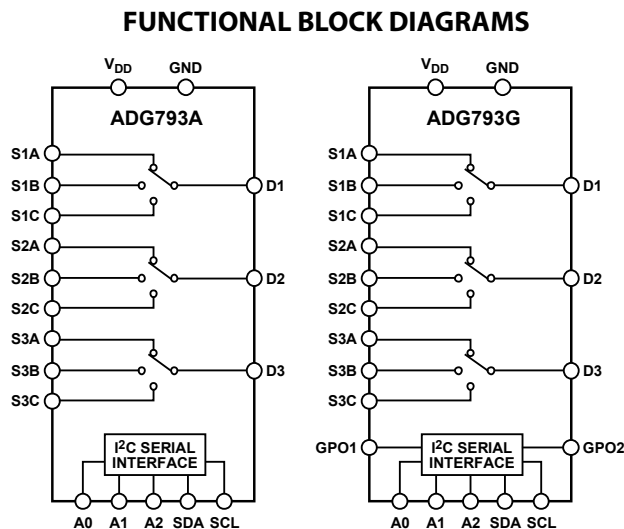 FUNCTIONAL BLOCK DIAGRAMS
VDD GND
ADG793A
S1A
S1B D1
S1C
S2A
S2B D2
S2C
S3A
S3B D3
S3C
I²C SERIAL
INTERFACE
A0 A1 A2 SDA SCL
VDD GND
ADG793G
S1A
S1B D1
S1C
S2A
S2B D2
S2C
S3A
S3B D3
S3C
GPO1 I²C SERIAL GPO2
INTERFACE
A0 A1 A2 SDA SCL